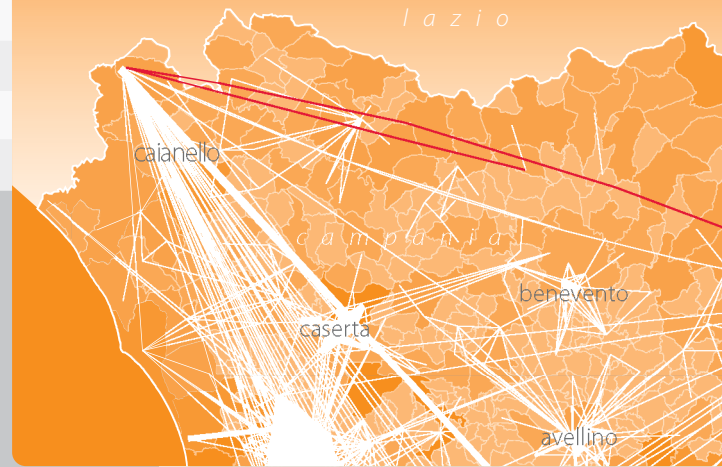 lazio
caianello
campania
benevento
caserta
avellino